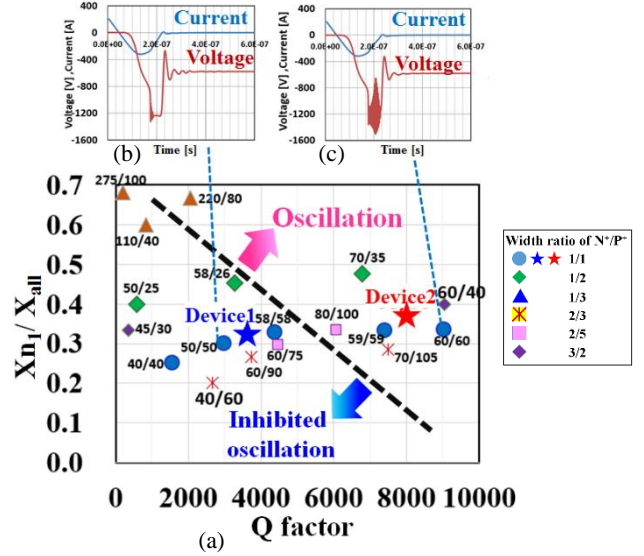 Current
Voltage
Voltage [V] ,Current [A]
400
0
-400
-800
-1200
-1600
0.0E+00
2.0E-07
4.0E-07
6.0E-07
Time [s]
(b)
Current
Voltage
Voltage [V] ,Current [A]
400
0
-400
-800
-1200
-1600
0.0E+00
2.0E-07
4.0E-07
6.0E-07
Time [s]
(c)
Xn1/ Xall
0.7
0.6
0.5
0.4
0.3
0.2
0.1
0.0
0
2000
4000
6000
8000
10000
Q factor
(a)
275/100
220/80
110/40
Oscillation
58/26
70/35
50/25
60/40
Device1
Device2
45/30
58/58
80/100
50/50
59/59
60/60
40/40
60/75
60/90
70/105
40/60
Inhibited
oscillation
Width ratio of N+/P+
1/1
1/2
1/3
2/3
2/5
3/2